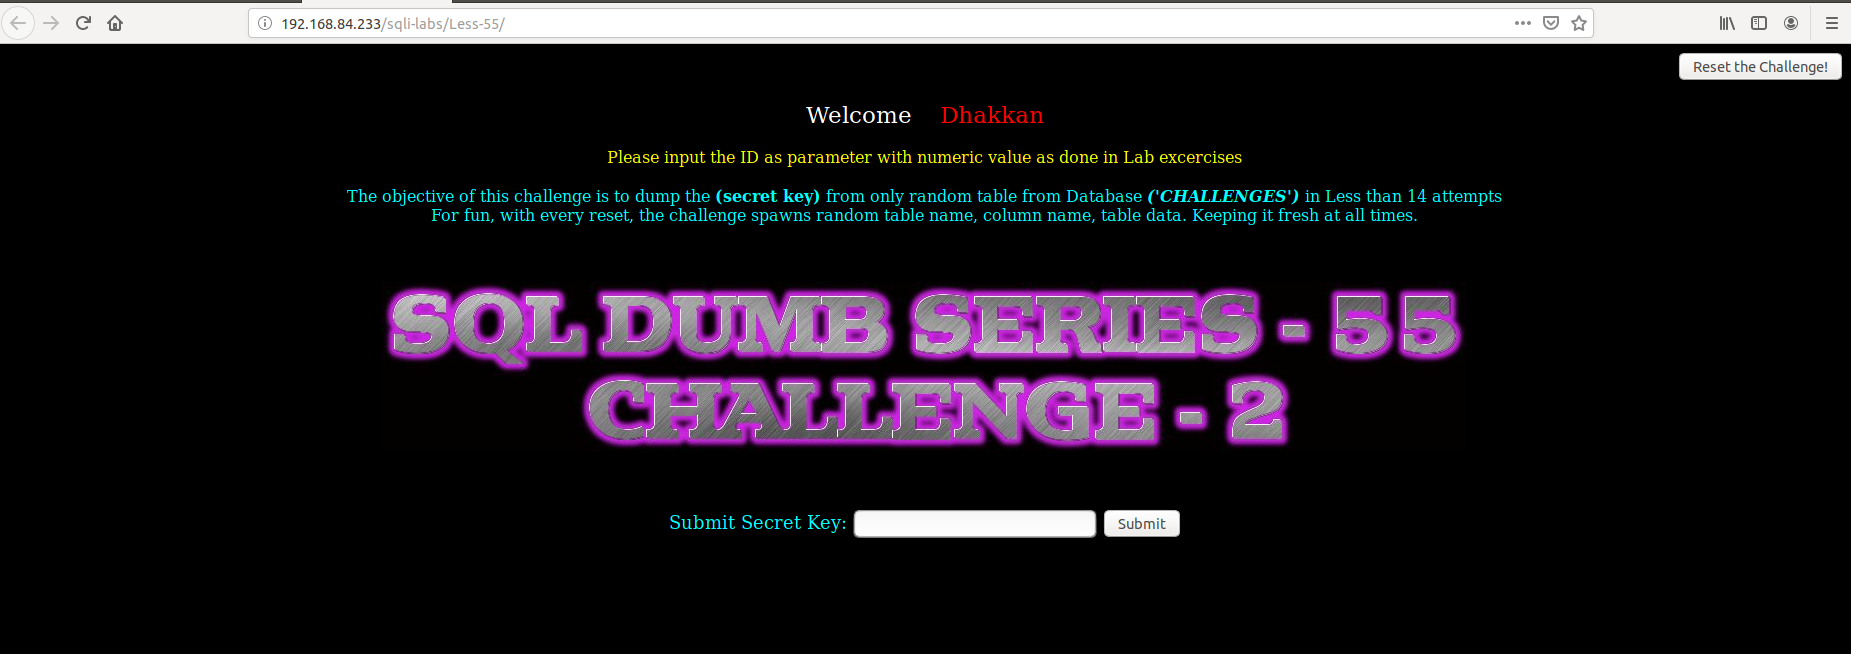 192.168.84.233/sqli-labs/Less-55/
Reset the Challenge!
Welcome Dhakkan
Please input the ID as parameter with numeric value as done in Lab excercises
The objective of this challenge is to dump the (secret key) from only random table from Database ('CHALLENGES') in Less than 14 attempts
For fun, with every reset, the challenge spawns random table name, column name, table data. Keeping it fresh at all times.
SQL DUMB SERIES - 55
CHALLENGE - 2
Submit Secret Key: Submit